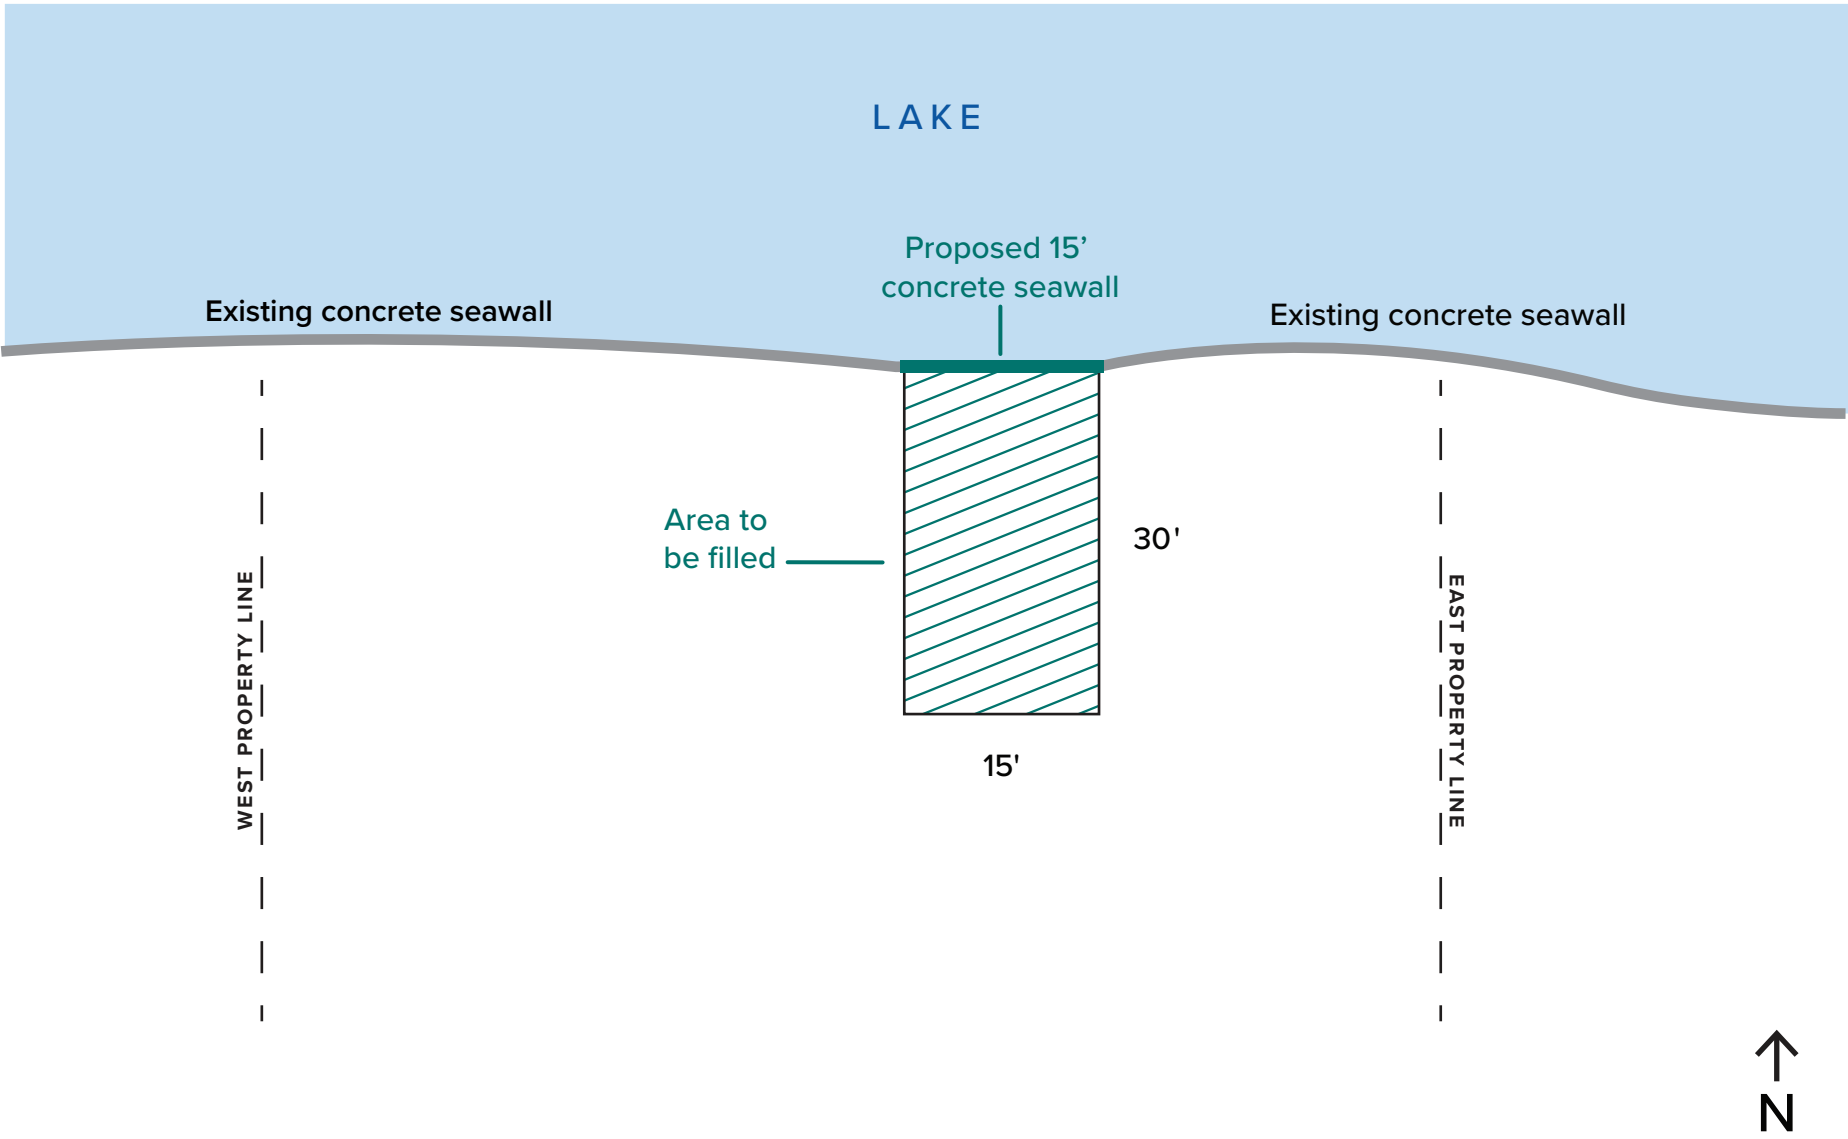 LAKE
Proposed 15’
concrete seawall
Existing concrete seawall
Existing concrete seawall
Area to
be filled
30'
15'
WEST PROPERTY LINE
EAST PROPERTY LINE
N